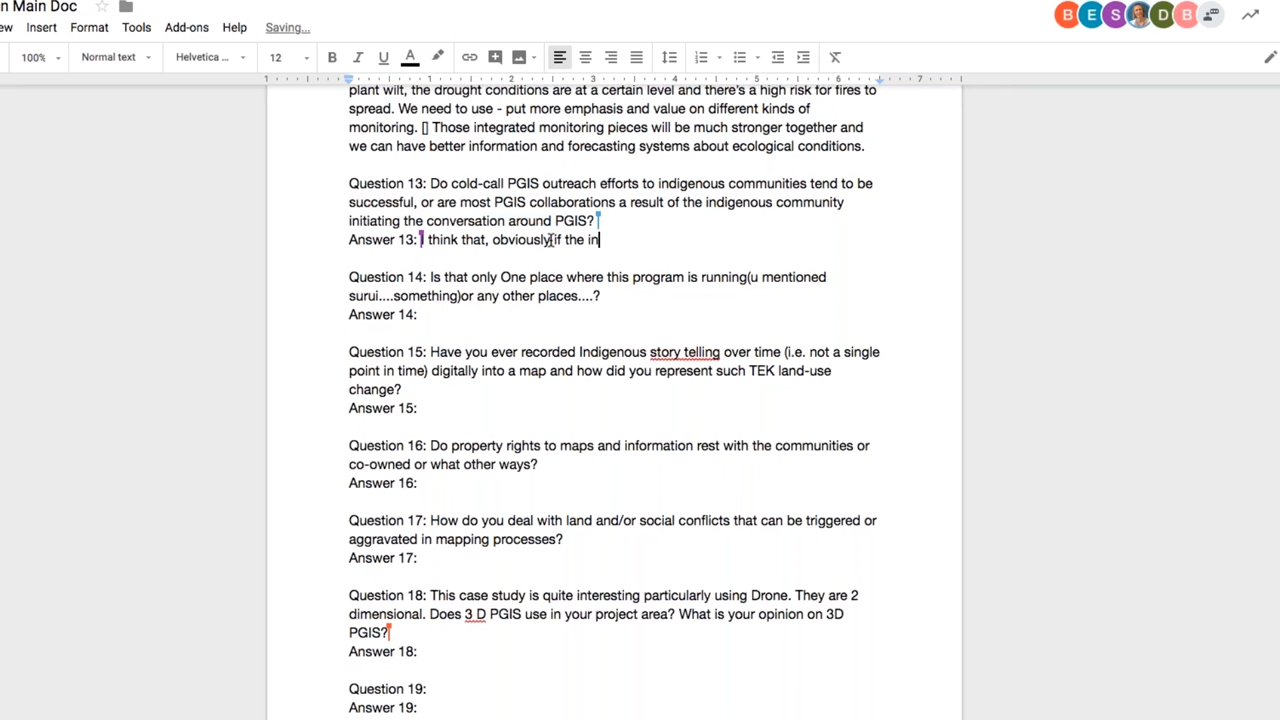 n Main Doc
ew Insert Format Tools Add-ons Help Saving...
100% Normal text Helvetica ... 12 B I U A
B E S D B
1 1 2 3 4 5 6 7
plant wilt, the drought conditions are at a certain level and there's a high risk for fires to
spread. We need to use - put more emphasis and value on different kinds of
monitoring. [] Those integrated monitoring pieces will be much stronger together and
we can have better information and forecasting systems about ecological conditions.
Question 13: Do cold-call PGIS outreach efforts to indigenous communities tend to be
successful, or are most PGIS collaborations a result of the indigenous community
initiating the conversation around PGIS?
Answer 13: I think that, obviously if the in
Question 14: Is that only One place where this program is running(u mentioned
surui....something)or any other places....?
Answer 14:
Question 15: Have you ever recorded Indigenous story telling over time (i.e. not a single
point in time) digitally into a map and how did you represent such TEK land-use
change?
Answer 15:
Question 16: Do property rights to maps and information rest with the communities or
co-owned or what other ways?
Answer 16:
Question 17: How do you deal with land and/or social conflicts that can be triggered or
aggravated in mapping processes?
Answer 17:
Question 18: This case study is quite interesting particularly using Drone. They are 2
dimensional. Does 3 D PGIS use in your project area? What is your opinion on 3D
PGIS?
Answer 18:
Question 19:
Answer 19: